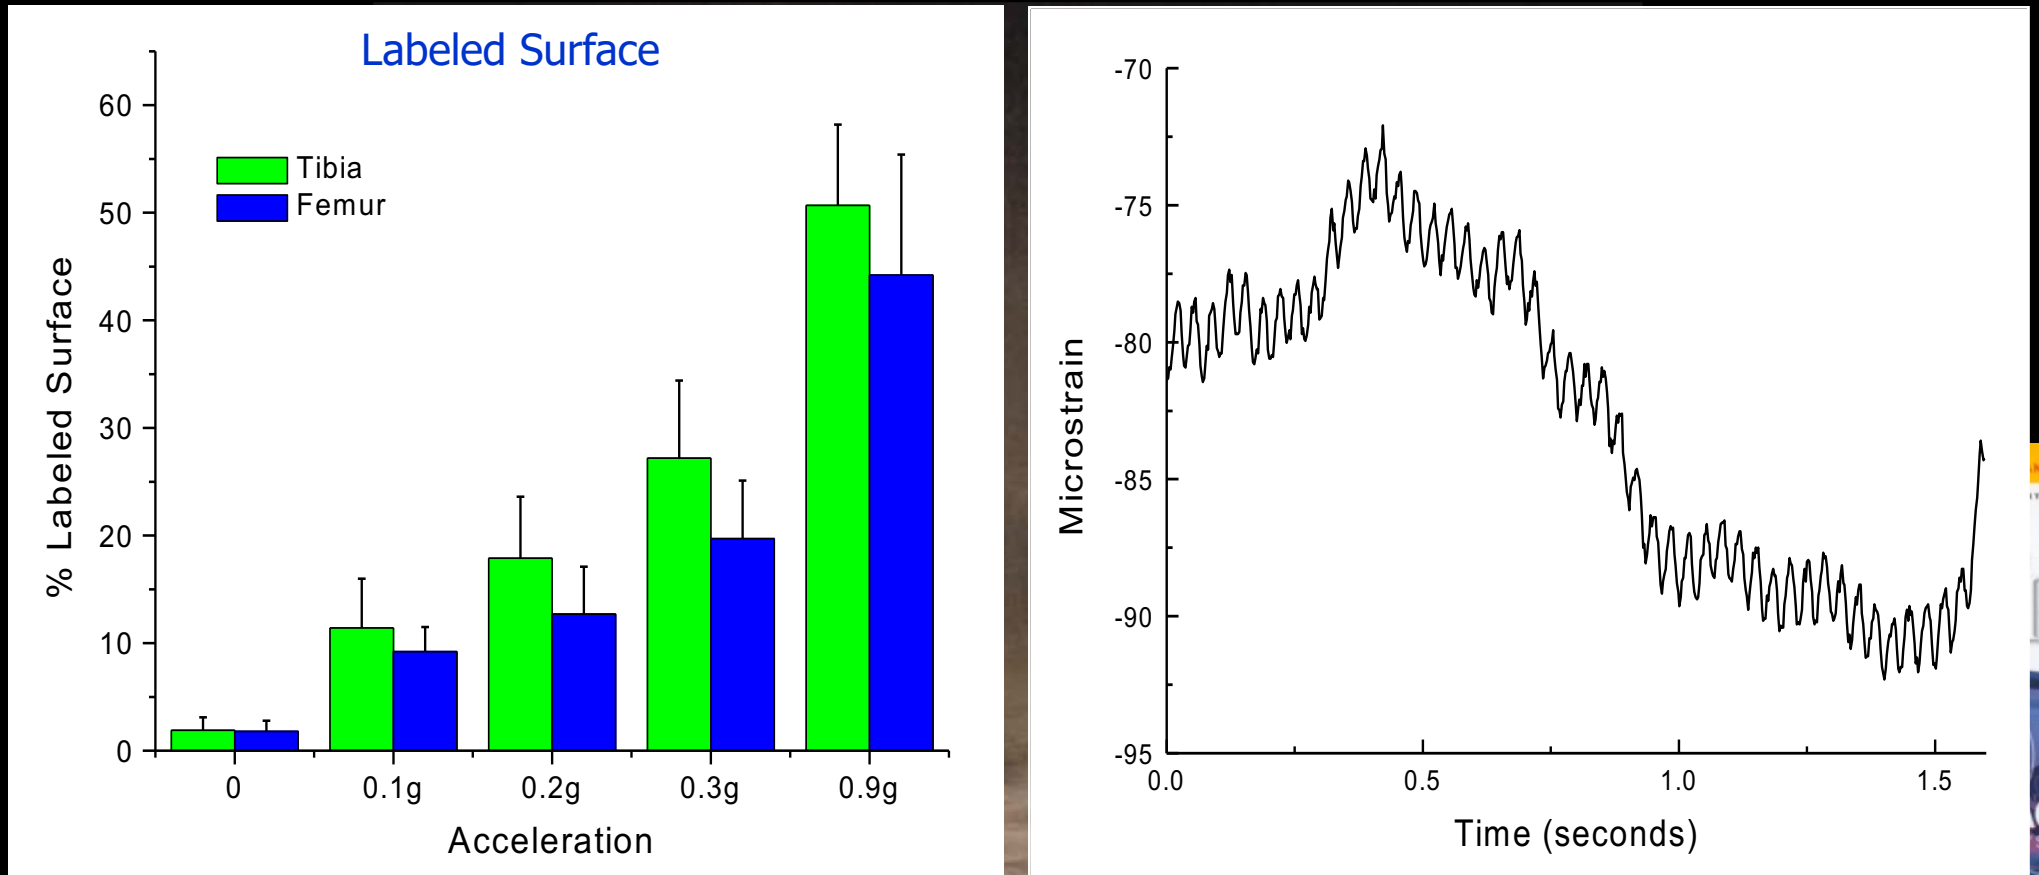 Labeled Surface
60
50
40
30
20
10
0
% Labeled Surface
Tibia
Femur
0 0.1g 0.2g 0.3g 0.9g
Acceleration
-70
-75
-80
-85
-90
-95
Microstrain
0.0 0.5 1.0 1.5
Time (seconds)